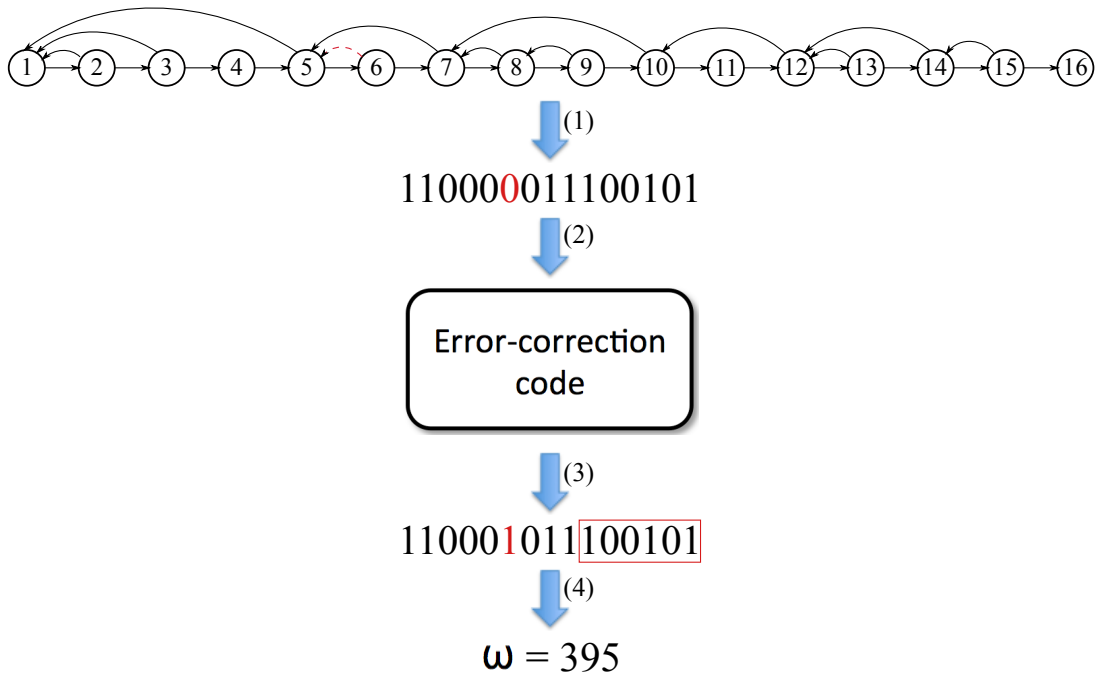 1 2 3 4 5 6 7 8 9 10 11 12 13 14 15 16
(1)
110000011100101
(2)
Error-correction
code
(3)
110001011100101
(4)
ω = 395